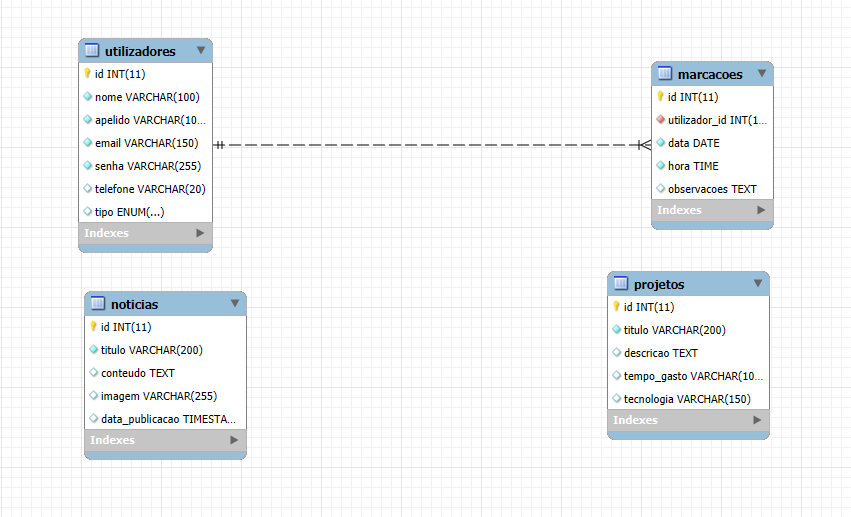 utilizadores
id INT(11)
nome VARCHAR(100)
apelido VARCHAR(10...
email VARCHAR(150)
senha VARCHAR(255)
telefone VARCHAR(20)
tipo ENUM(...)
Indexes
marcacoes
id INT(11)
utilizador_id INT(1...
data DATE
hora TIME
observacoes TEXT
Indexes
noticias
id INT(11)
titulo VARCHAR(200)
conteudo TEXT
imagem VARCHAR(255)
data_publicacao TIMESTA...
Indexes
projetos
id INT(11)
titulo VARCHAR(200)
descricao TEXT
tempo_gasto VARCHAR(10...
tecnologia VARCHAR(150)
Indexes